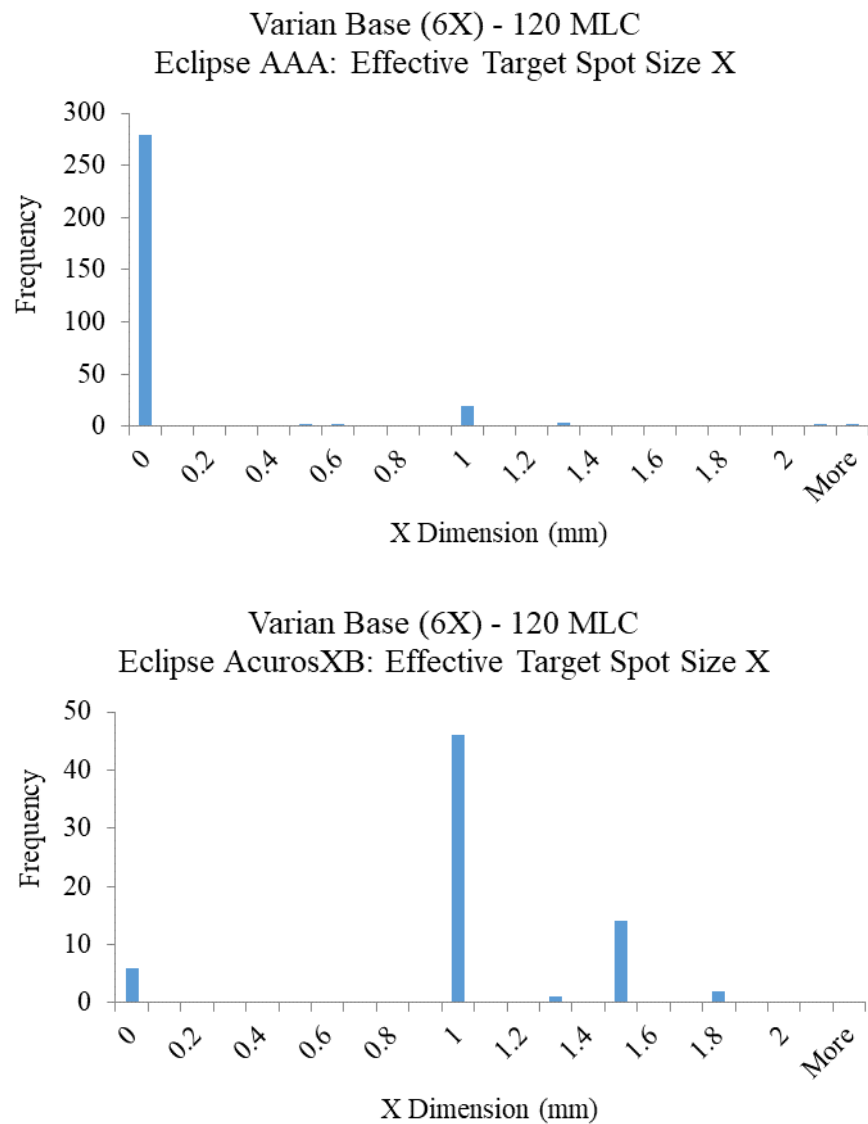 Varian Base (6X) - 120 MLC
Eclipse AAA: Effective Target Spot Size X
300
250
200
150
100
50
0
Frequency
0 0.2 0.4 0.6 0.8 1 1.2 1.4 1.6 1.8 2 More
X Dimension (mm)
Varian Base (6X) - 120 MLC
Eclipse AcurosXB: Effective Target Spot Size X
50
40
30
20
10
0
Frequency
0 0.2 0.4 0.6 0.8 1 1.2 1.4 1.6 1.8 2 More
X Dimension (mm)